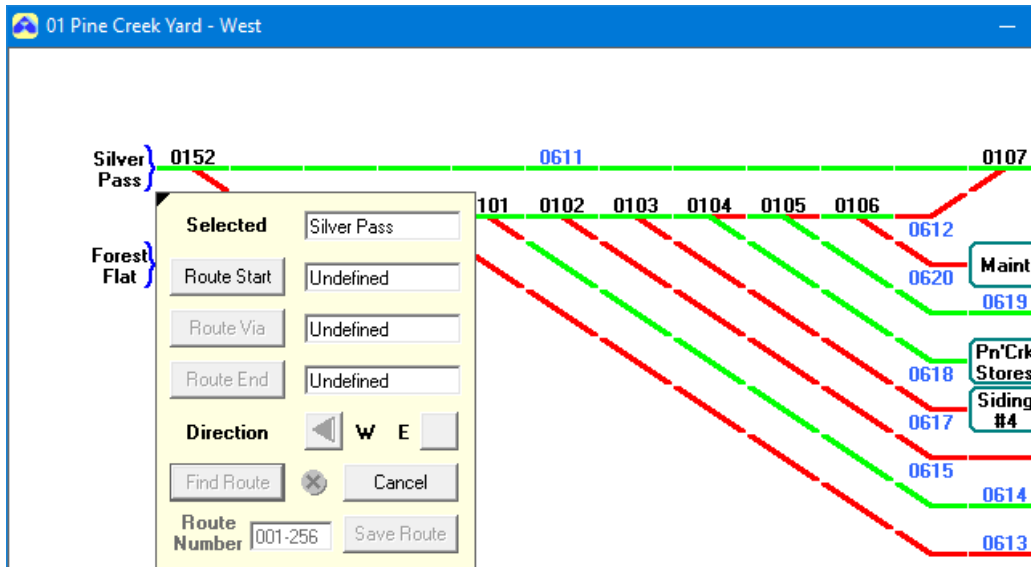 01 Pine Creek Yard - West
Silver
Pass
0152
0611
0107
101
0102
0103
0104
0105
0106
0612
Forest
Flat
Maint
0620
0619
Pn'Crk
Stores
0618
Siding
#4
0617
0615
0614
0613
Selected
Silver Pass
Route Start
Undefined
Route Via
Undefined
Route End
Undefined
Direction
W E
Find Route
Cancel
Route
Number
001-256
Save Route